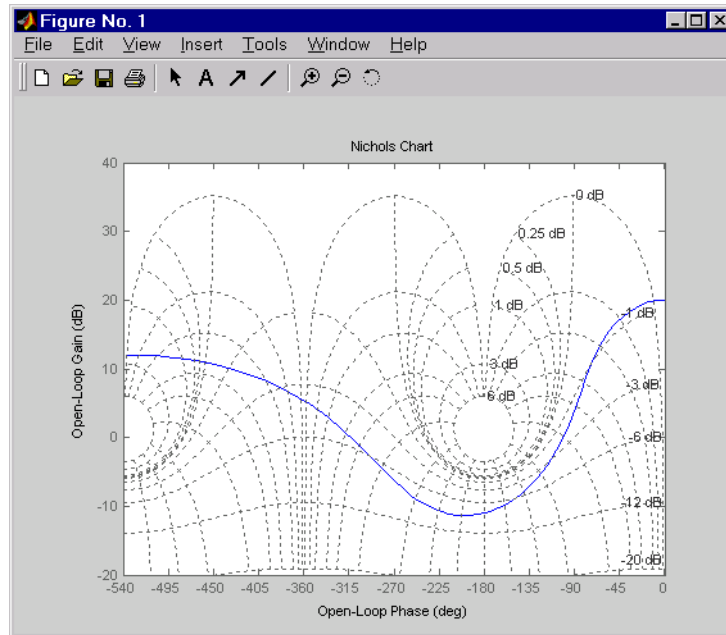 Figure No. 1
File Edit View Insert Tools Window Help
Nichols Chart
40
30
20
10
0
-10
-20
Open-Loop Gain (dB)
0 dB
0.25 dB
0.5 dB
1 dB
-1 dB
3 dB
-3 dB
6 dB
-6 dB
-12 dB
-20 dB
-540 -495 -450 -405 -360 -315 -270 -225 -180 -135 -90 -45 0
Open-Loop Phase (deg)